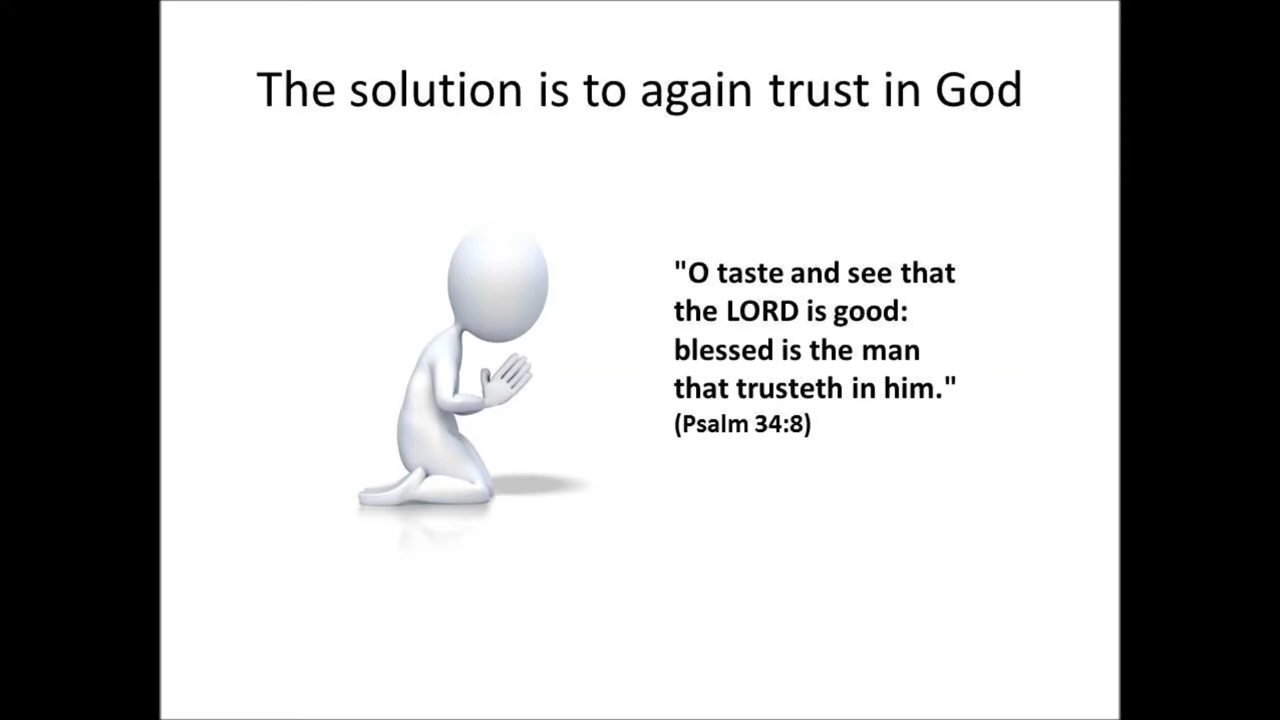 The solution is to again trust in God
"O taste and see that
the LORD is good:
blessed is the man
that trusteth in him."
(Psalm 34:8)